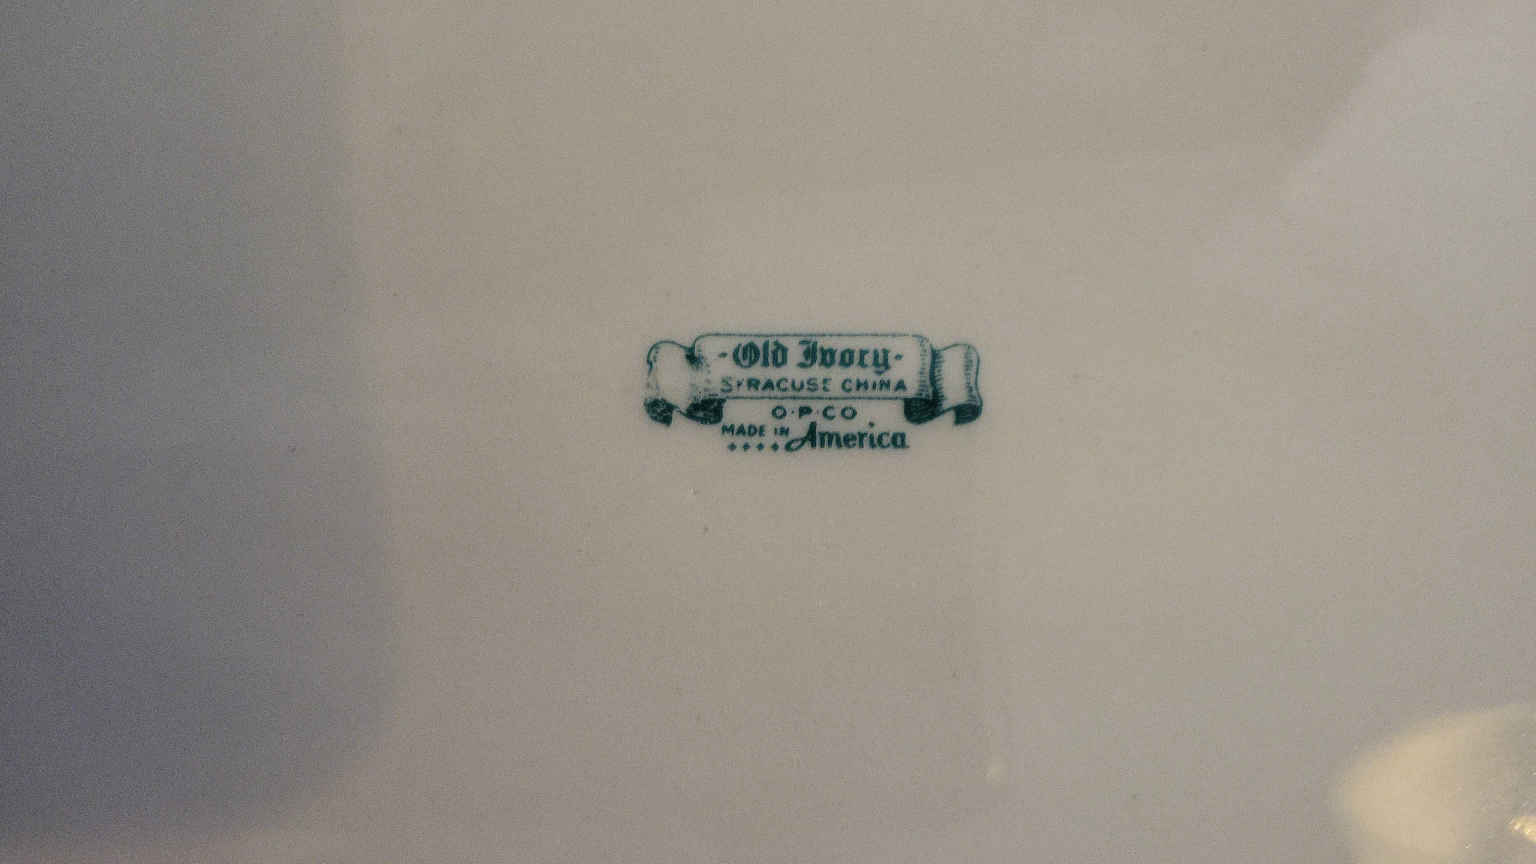 -Old Ivory-
SYRACUSE CHINA
O·P·CO
MADE IN America